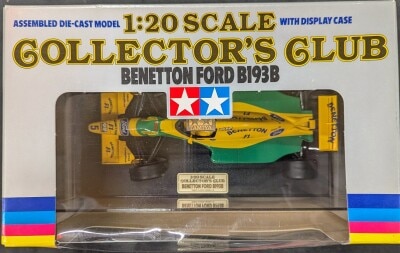 ASSEMBLED DIE-CAST MODEL 1:20 SCALE WITH DISPLAY CASE
COLLECTOR'S CLUB
BENETTON FORD B193B
5
BENETTON
BENETTON
COLLECTOR'S CLUB
BENETTON FORD B193B